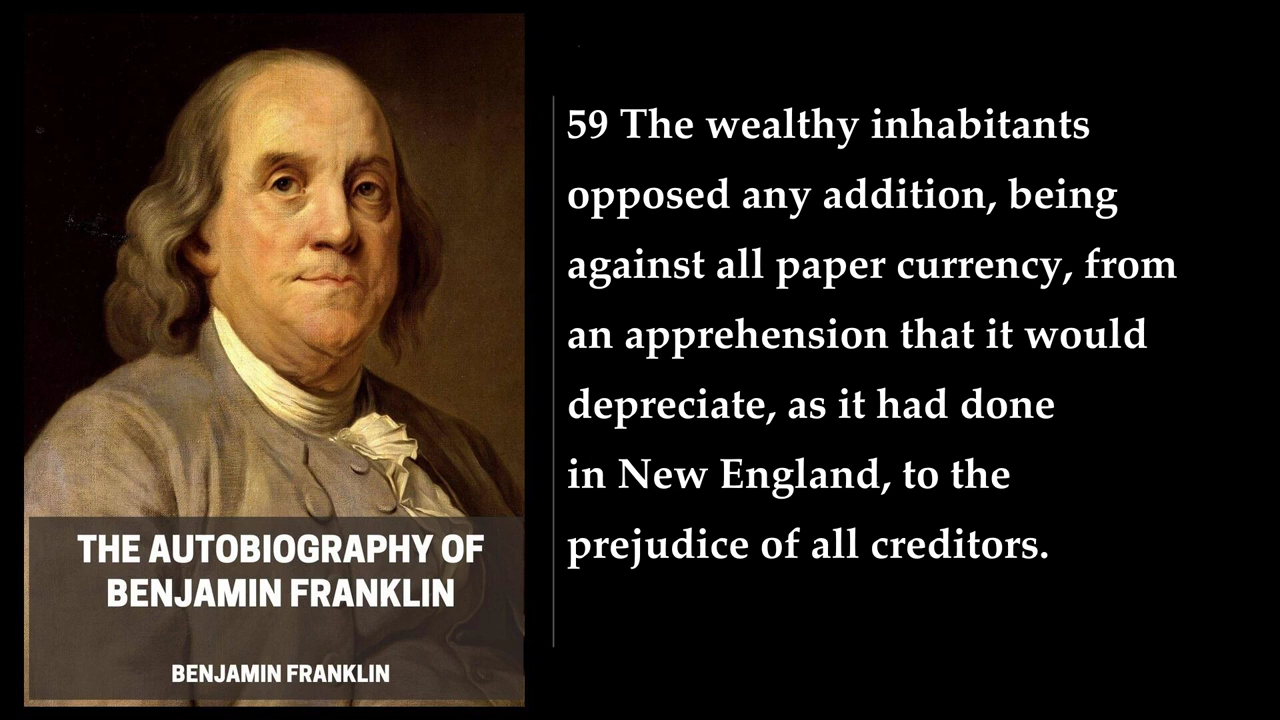 THE AUTOBIOGRAPHY OF
BENJAMIN FRANKLIN
BENJAMIN FRANKLIN
59 The wealthy inhabitants
opposed any addition, being
against all paper currency, from
an apprehension that it would
depreciate, as it had done
in New England, to the
prejudice of all creditors.